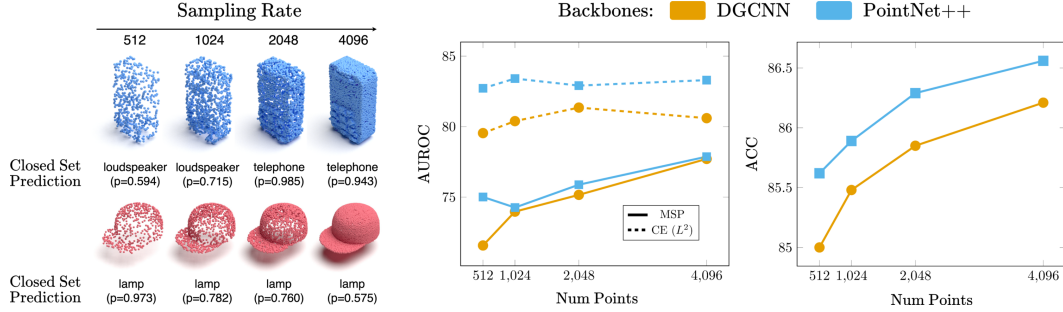 Sampling Rate
512 1024 2048 4096
Closed Set Prediction
loudspeaker (p=0.594)
loudspeaker (p=0.715)
telephone (p=0.985)
telephone (p=0.943)
Closed Set Prediction
lamp (p=0.973)
lamp (p=0.782)
lamp (p=0.760)
lamp (p=0.575)
Backbones: DGCNN PointNet++
AUROC
85
80
75
MSP
CE (L²)
512 1,024 2,048 4,096
Num Points
ACC
86.5
86
85.5
85
512 1,024 2,048 4,096
Num Points